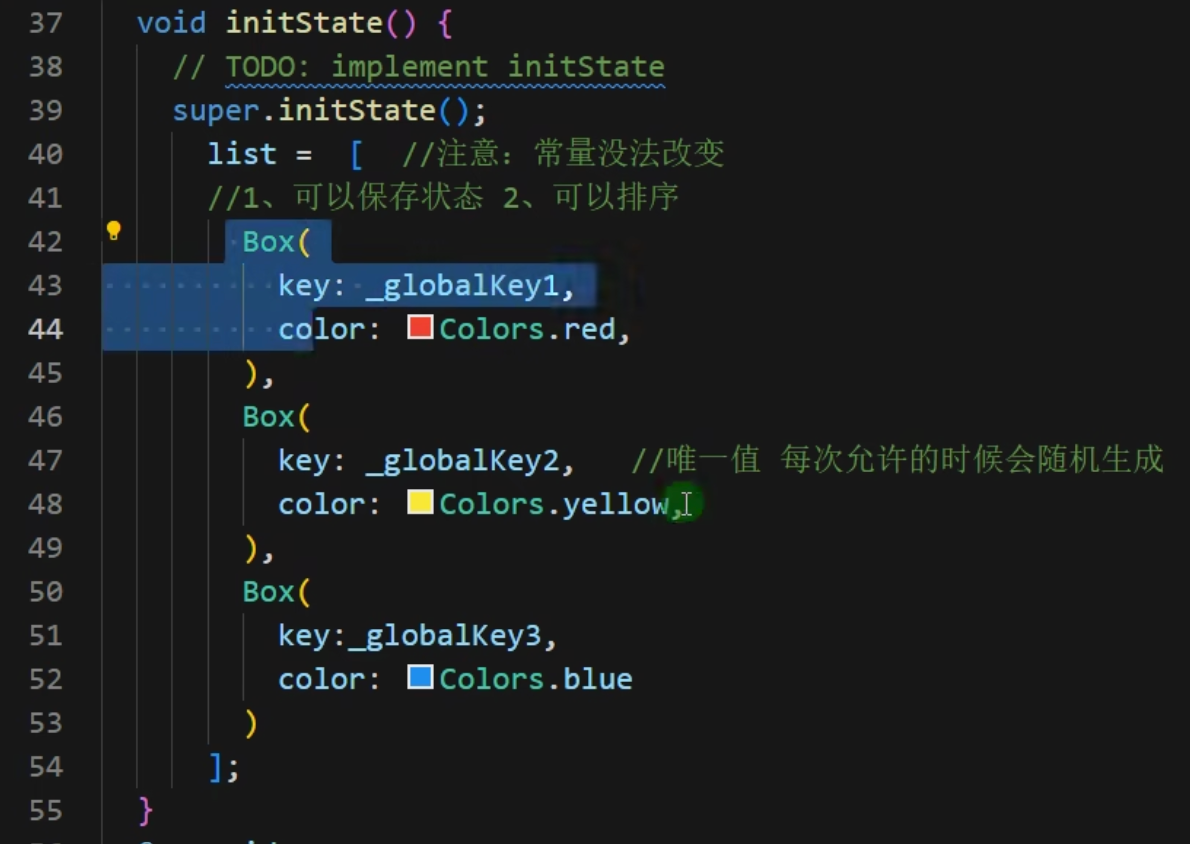 37 void initState() {
38 // TODO: implement initState
39 super.initState();
40 list = [ //注意：常量没法改变
41 //1、可以保存状态 2、可以排序
42 Box(
43 key: _globalKey1,
44 color: Colors.red,
45 ),
46 Box(
47 key: _globalKey2, //唯一值 每次允许的时候会随机生成
48 color: Colors.yellow,
49 ),
50 Box(
51 key:_globalKey3,
52 color: Colors.blue
53 )
54 ];
55 }